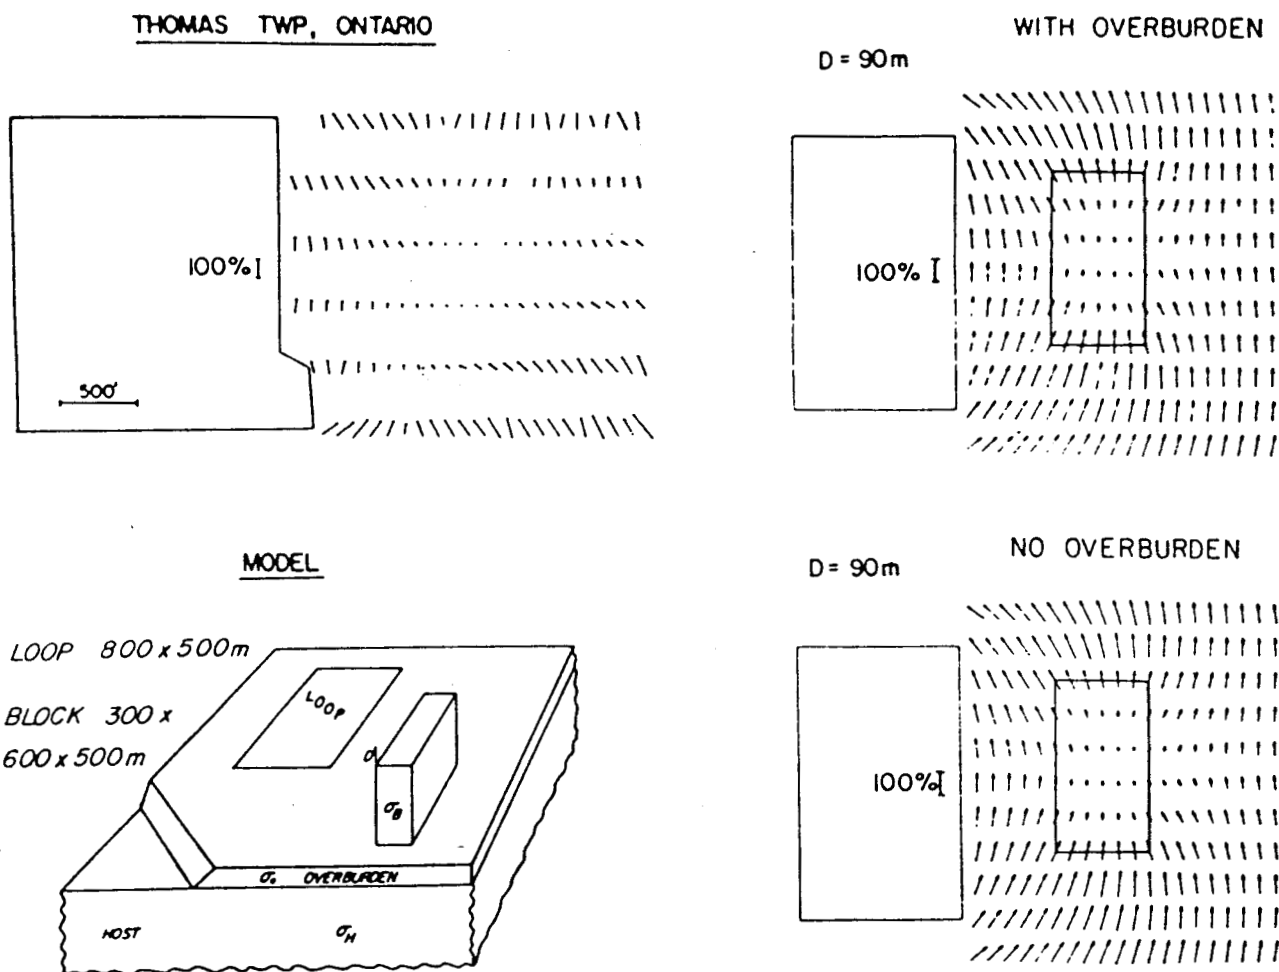 THOMAS TWP, ONTARIO
100%
500'
WITH OVERBURDEN
D = 90m
100%
MODEL
LOOP 800 x 500m
BLOCK 300 x
600 x 500m
LOOP
d
σB
σo OVERBURDEN
HOST
σH
NO OVERBURDEN
D = 90m
100%